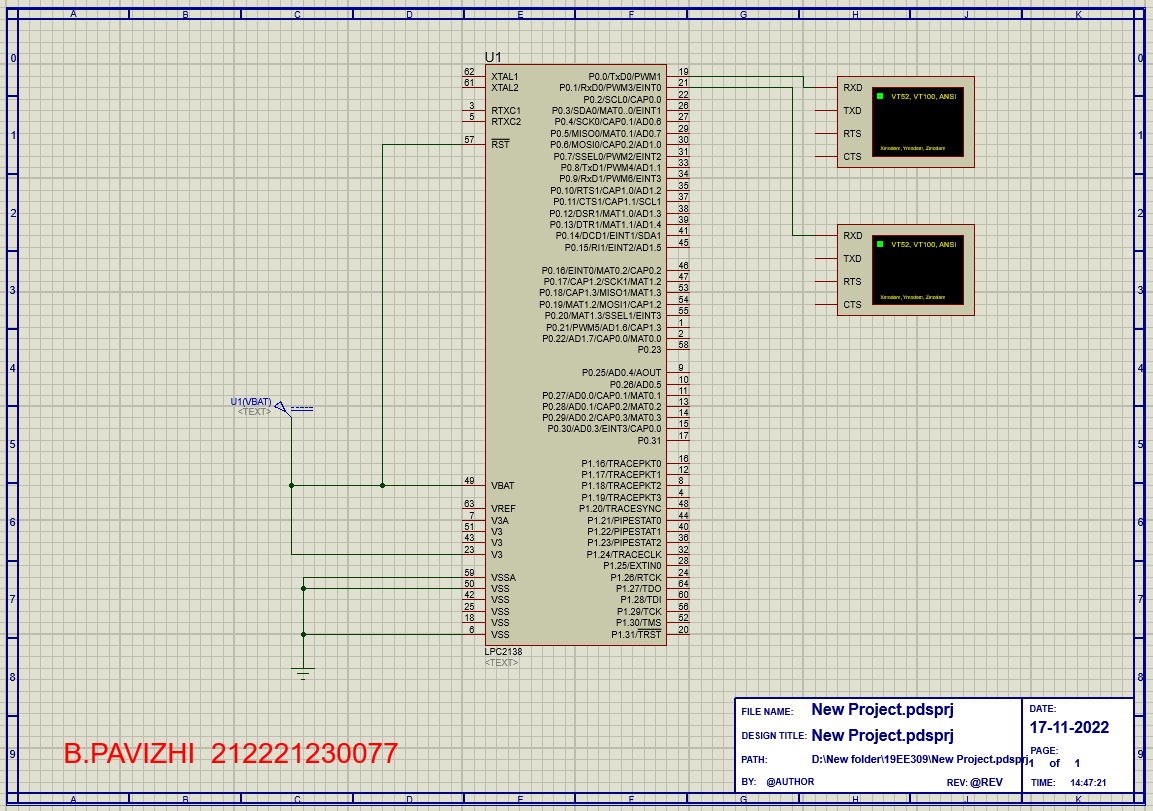 A B C D E F G H J K
0 0
1 1
2 2
3 3
4 4
5 5
6 6
7 7
8 8
9 9
U1
62 XTAL1
61 XTAL2
3 RTXC1
5 RTXC2
57 RST
49 VBAT
63 VREF
7 V3A
51 V3
43 V3
23 V3
59 VSSA
50 VSS
42 VSS
25 VSS
18 VSS
6 VSS
P0.0/TxD0/PWM1 19
P0.1/RxD0/PWM3/EINT0 21
P0.2/SCL0/CAP0.0 22
P0.3/SDA0/MAT0..0/EINT1 26
P0.4/SCK0/CAP0.1/AD0.6 27
P0.5/MISO0/MAT0.1/AD0.7 29
P0.6/MOSI0/CAP0.2/AD1.0 30
P0.7/SSEL0/PWM2/EINT2 31
P0.8/TxD1/PWM4/AD1.1 33
P0.9/RxD1/PWM6/EINT3 34
P0.10/RTS1/CAP1.0/AD1.2 35
P0.11/CTS1/CAP1.1/SCL1 37
P0.12/DSR1/MAT1.0/AD1.3 38
P0.13/DTR1/MAT1.1/AD1.4 39
P0.14/DCD1/EINT1/SDA1 41
P0.15/RI1/EINT2/AD1.5 45
P0.16/EINT0/MAT0.2/CAP0.2 46
P0.17/CAP1.2/SCK1/MAT1.2 47
P0.18/CAP1.3/MISO1/MAT1.3 53
P0.19/MAT1.2/MOSI1/CAP1.2 54
P0.20/MAT1.3/SSEL1/EINT3 55
P0.21/PWM5/AD1.6/CAP1.3 1
P0.22/AD1.7/CAP0.0/MAT0.0 2
P0.23 58
P0.25/AD0.4/AOUT 9
P0.26/AD0.5 10
P0.27/AD0.0/CAP0.1/MAT0.1 11
P0.28/AD0.1/CAP0.2/MAT0.2 13
P0.29/AD0.2/CAP0.3/MAT0.3 14
P0.30/AD0.3/EINT3/CAP0.0 15
P0.31 17
P1.16/TRACEPKT0 16
P1.17/TRACEPKT1 12
P1.18/TRACEPKT2 8
P1.19/TRACEPKT3 4
P1.20/TRACESYNC 48
P1.21/PIPESTAT0 44
P1.22/PIPESTAT1 40
P1.23/PIPESTAT2 36
P1.24/TRACECLK 32
P1.25/EXTIN0 28
P1.26/RTCK 24
P1.27/TDO 64
P1.28/TDI 60
P1.29/TCK 56
P1.30/TMS 52
P1.31/TRST 20
LPC2138
<TEXT>
U1(VBAT)
<TEXT>
RXD VT52, VT100, ANSI
TXD
RTS
CTS Xmodem, Ymodem, Zmodem
RXD VT52, VT100, ANSI
TXD
RTS
CTS Xmodem, Ymodem, Zmodem
B.PAVIZHI 212221230077
FILE NAME: New Project.pdsprj
DESIGN TITLE: New Project.pdsprj
PATH: D:\New folder\19EE309\New Project.pdsprj
BY: @AUTHOR REV: @REV
DATE:
17-11-2022
PAGE:
1 of 1
TIME: 14:47:21
A B C D E F G H J K